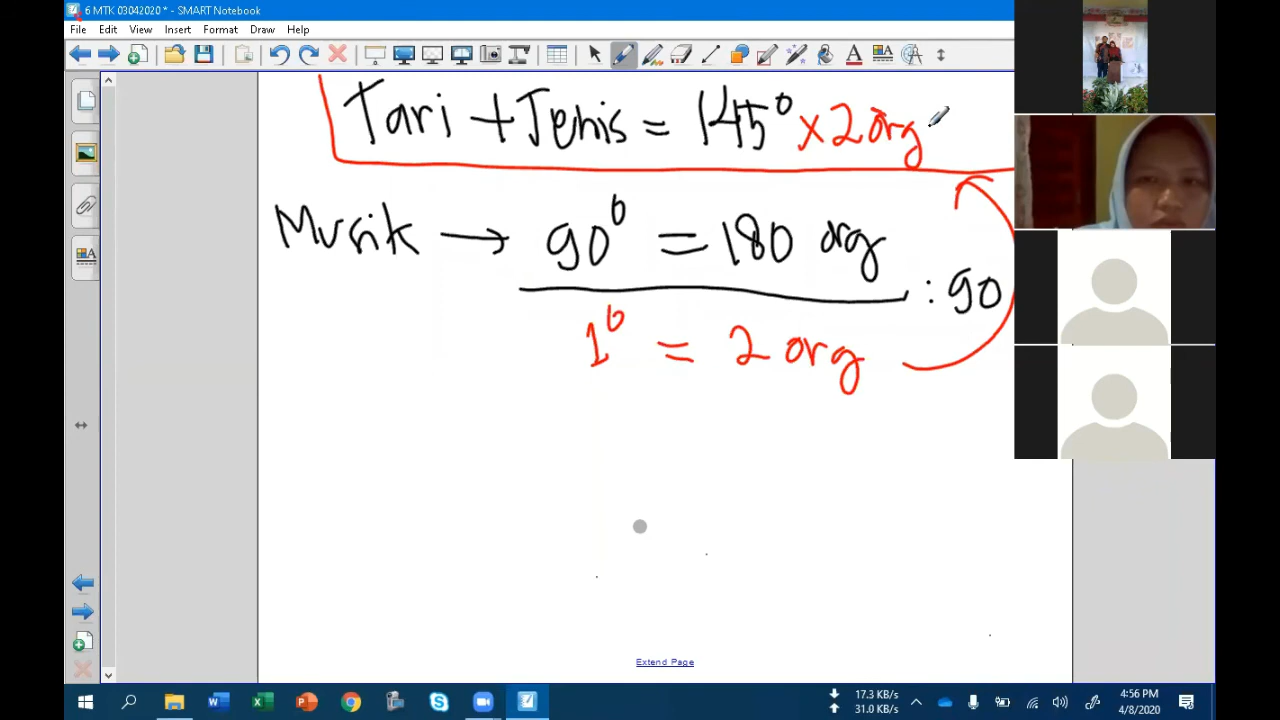 6 MTK 03042020 * - SMART Notebook
File Edit View Insert Format Draw Help
Tari + Jenis = 145° x 2 org
Musik → 90° = 180 org
: 90
1° = 2 org
Extend Page
17.3 KB/s
31.0 KB/s
4:56 PM
4/8/2020